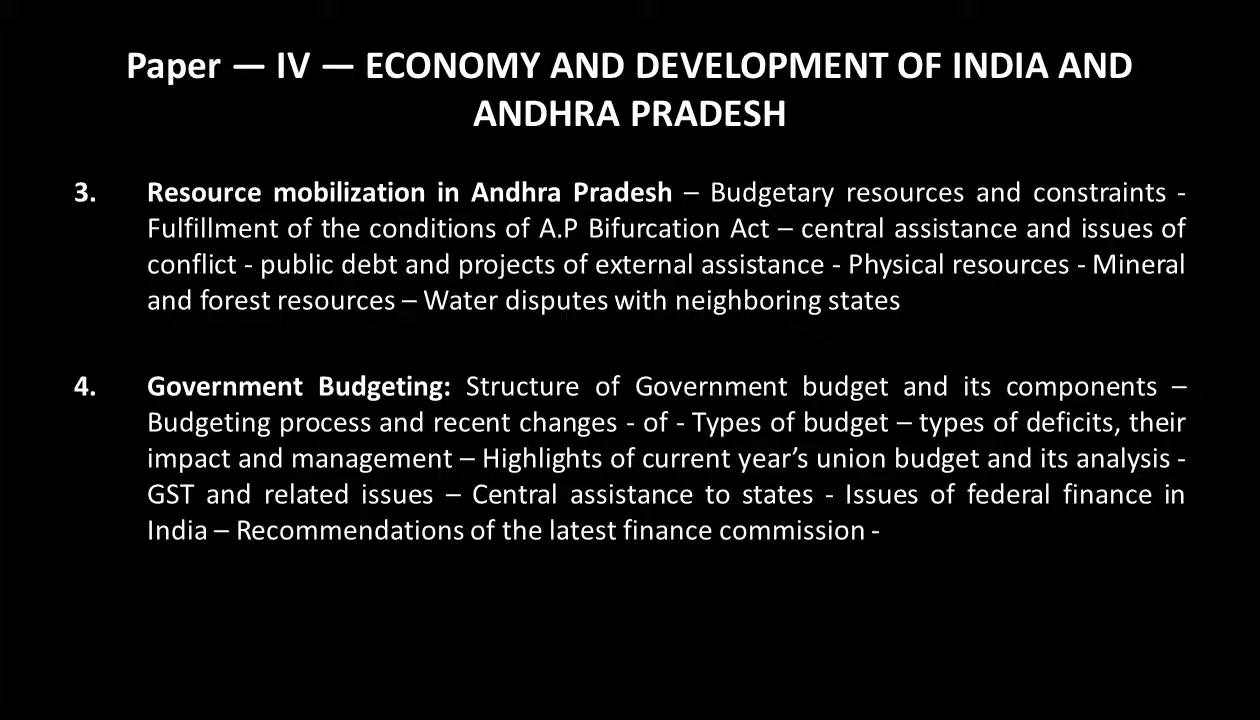 Paper — IV — ECONOMY AND DEVELOPMENT OF INDIA AND
ANDHRA PRADESH
3. Resource mobilization in Andhra Pradesh – Budgetary resources and constraints -
Fulfillment of the conditions of A.P Bifurcation Act – central assistance and issues of
conflict - public debt and projects of external assistance - Physical resources - Mineral
and forest resources – Water disputes with neighboring states
4. Government Budgeting: Structure of Government budget and its components –
Budgeting process and recent changes - of - Types of budget – types of deficits, their
impact and management – Highlights of current year’s union budget and its analysis -
GST and related issues – Central assistance to states - Issues of federal finance in
India – Recommendations of the latest finance commission -